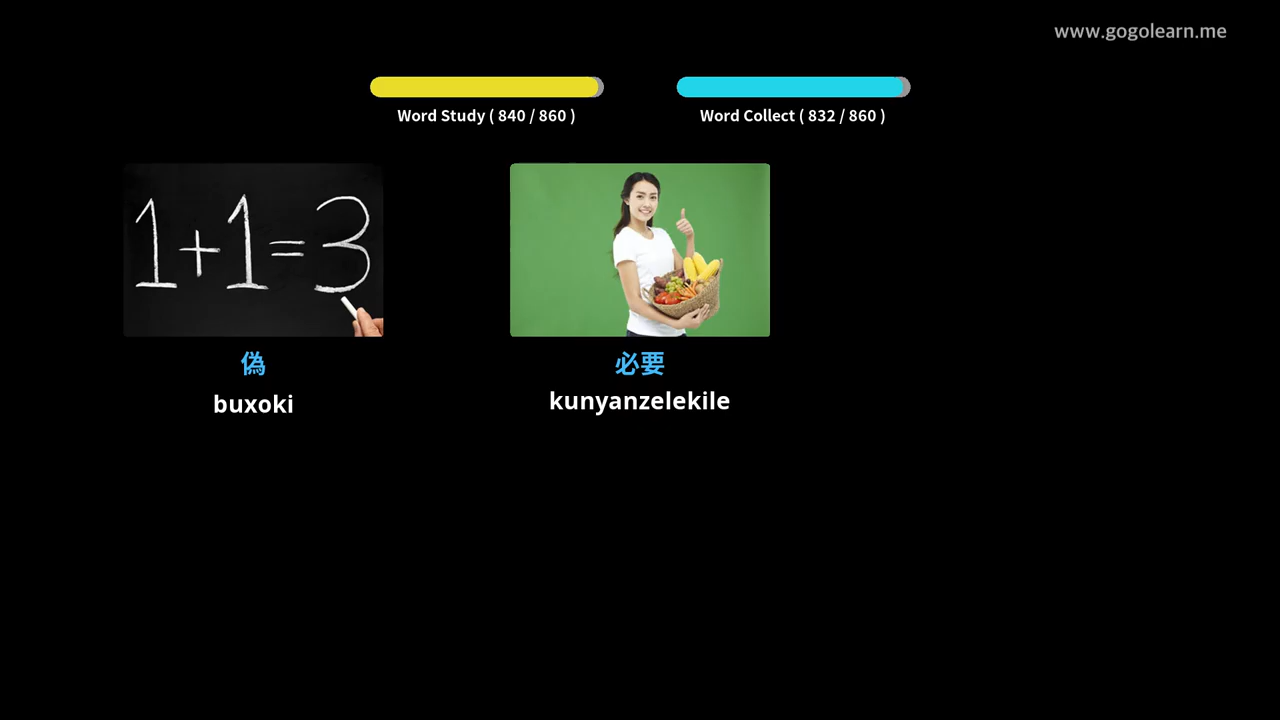 www.gogolearn.me
Word Study ( 840 / 860 )
Word Collect ( 832 / 860 )
1+1=3
偽
buxoki
必要
kunyanzelekile